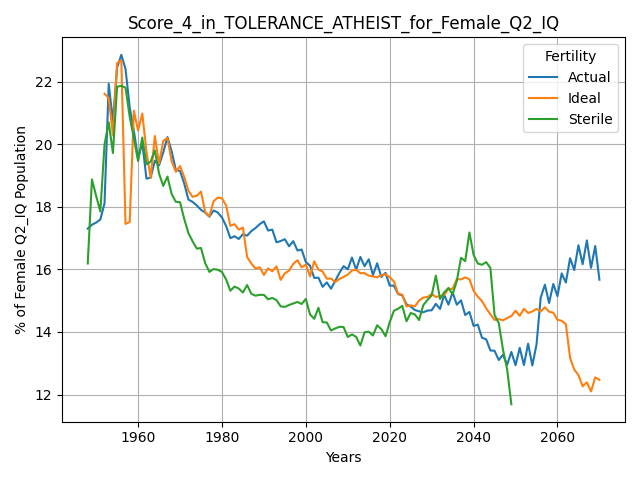 Score_4_in_TOLERANCE_ATHEIST_for_Female_Q2_IQ
Fertility
Actual
Ideal
Sterile
% of Female Q2_IQ Population
22
20
18
16
14
12
1960
1980
2000
2020
2040
2060
Years